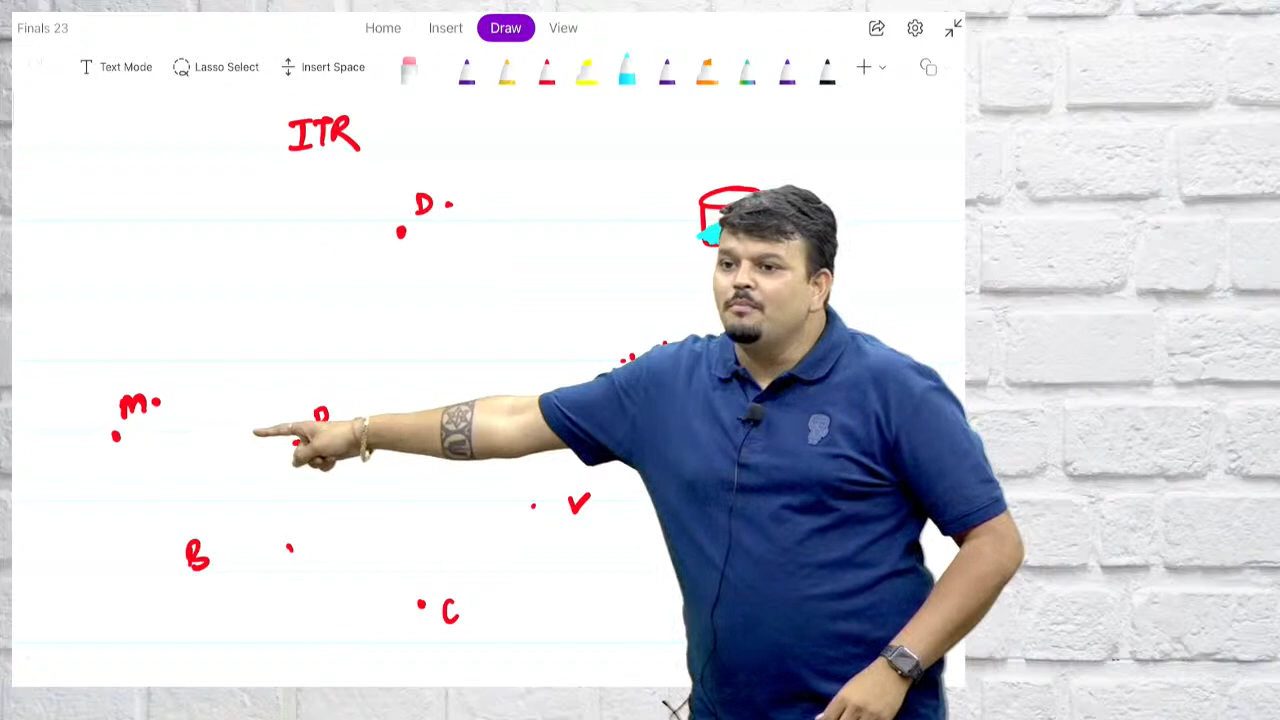 Finals 23
Home Insert Draw View
Text Mode Lasso Select Insert Space
ITR
D
M
V
B
C